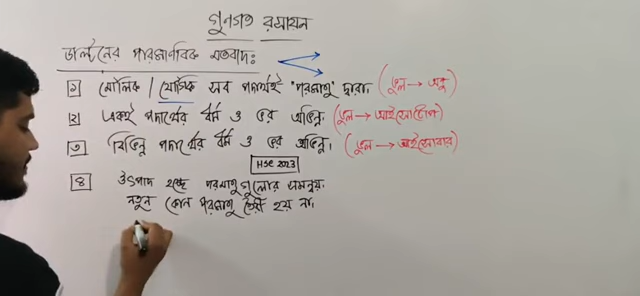 গুনগত রসায়ন
ডাল্টনের পারমাণবিক মতবাদঃ
১ মৌলিক / যৌগিক সব পদার্থই "পরমাণু" দ্বারা। (ভুল → অনু)
২ একই পদার্থের ধর্ম ও ভর অভিন্ন। (ভুল → আইসোটোপ)
৩ বিভিন্ন পদার্থের ধর্ম ও ভর অভিন্ন। (ভুল → আইসোবার)
HSC 2023
৪ উৎপাদ হচ্ছে পরমাণুগুলোর সমন্বয়।
নতুন কোন পরমাণু তৈরী হয় না।